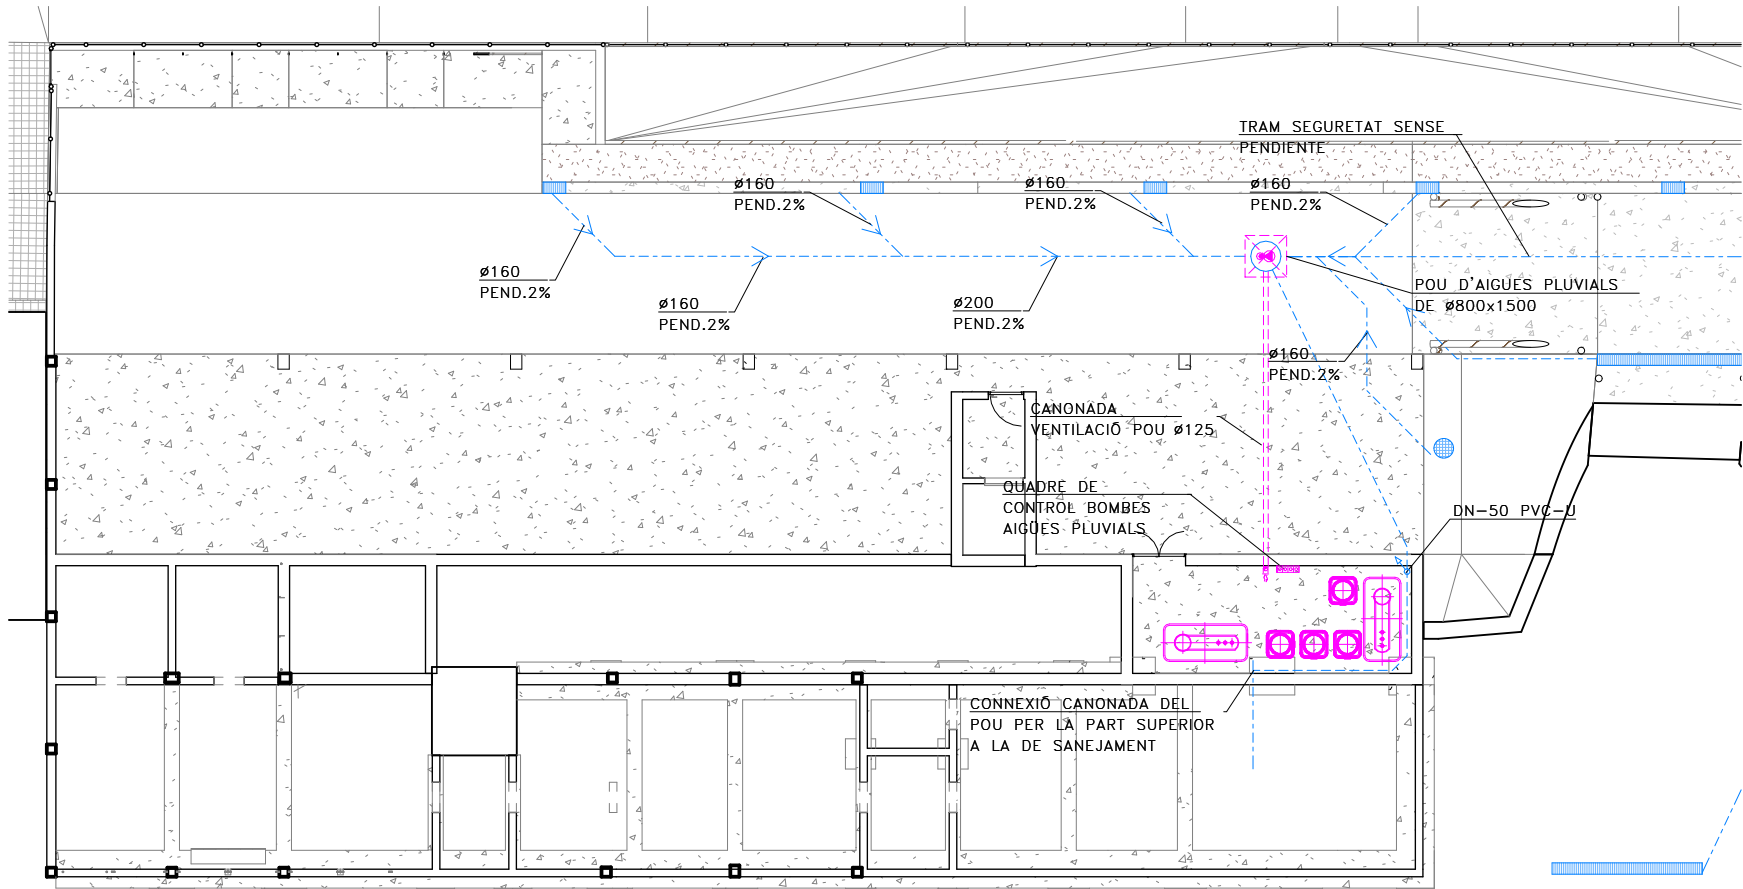 TRAM SEGURETAT SENSE
PENDIENTE
ø160
PEND.2%
ø160
PEND.2%
ø160
PEND.2%
ø160
PEND.2%
ø160
PEND.2%
ø200
PEND.2%
POU D'AIGUES PLUVIALS
DE ø800x1500
ø160
PEND.2%
CANONADA
VENTILACIÓ POU ø125
QUADRE DE
CONTROL BOMBES
AIGÜES PLUVIALS
DN-50 PVC-U
CONNEXIÓ CANONADA DEL
POU PER LA PART SUPERIOR
A LA DE SANEJAMENT